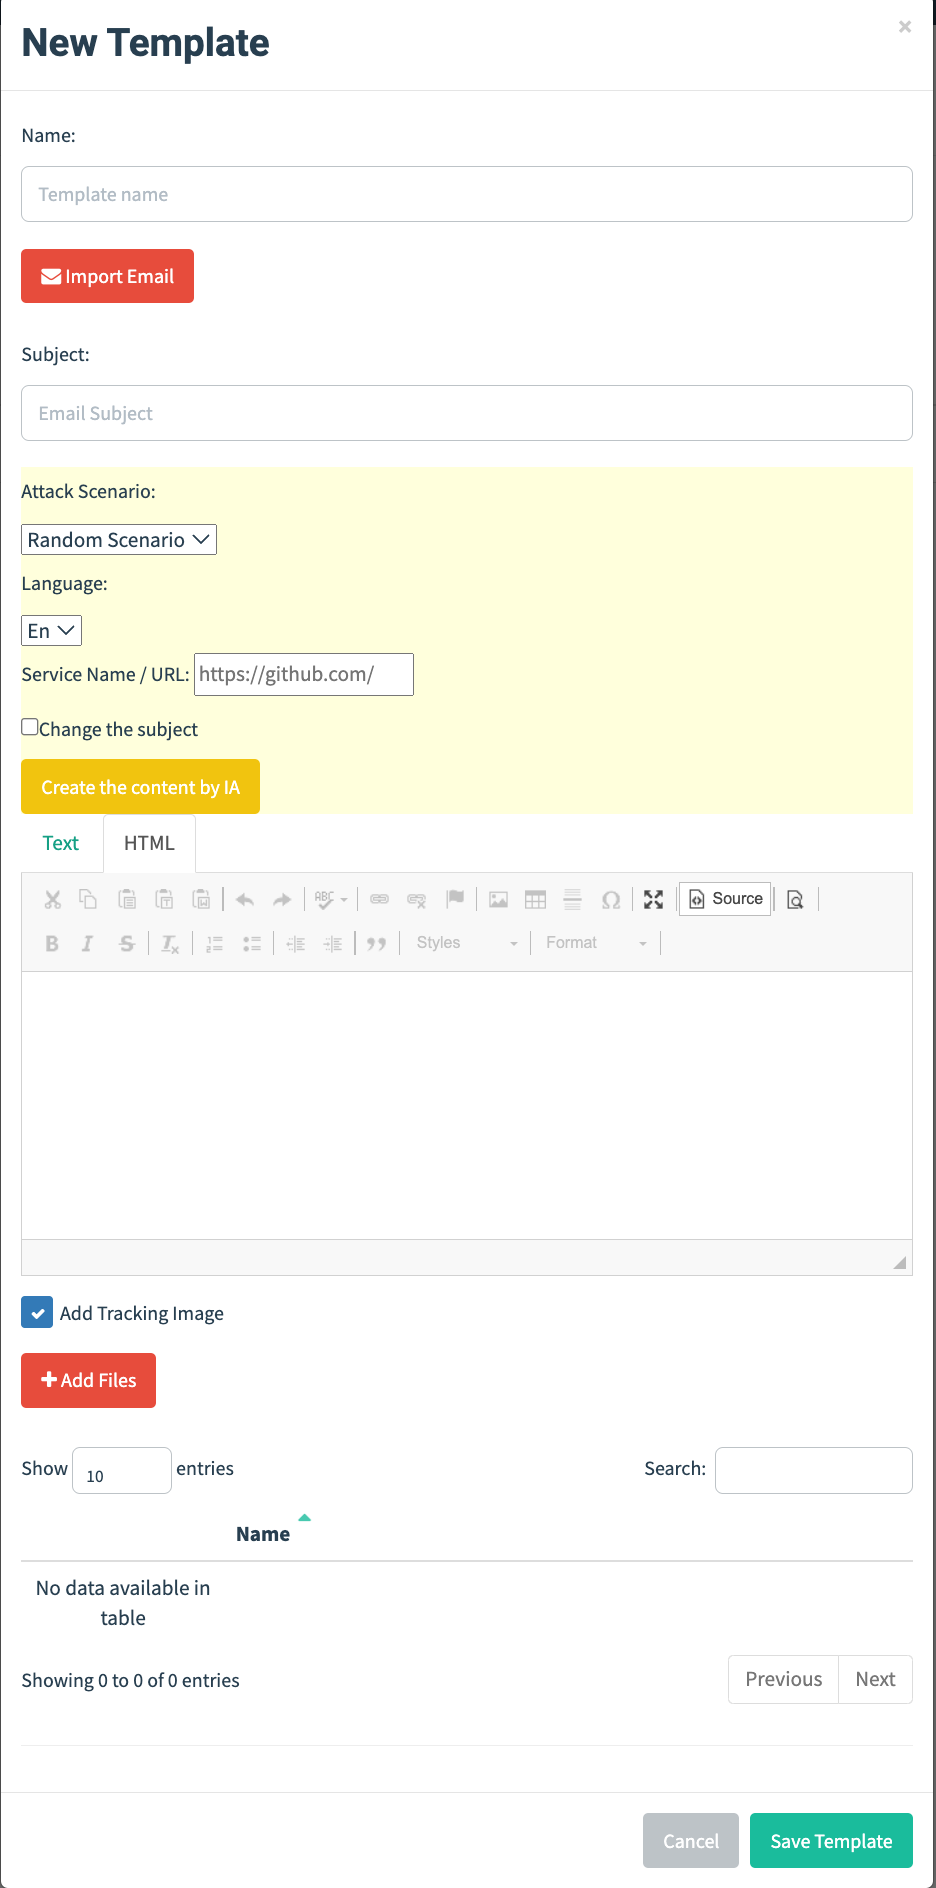 New Template
×
Name:
Template name
Import Email
Subject:
Email Subject
Attack Scenario:
Random Scenario
Language:
En
Service Name / URL: https://github.com/
Change the subject
Create the content by IA
Text HTML
ABC Source
B I S Tx Styles Format
Add Tracking Image
+ Add Files
Show 10 entries Search:
Name
No data available in
table
Showing 0 to 0 of 0 entries Previous Next
Cancel Save Template